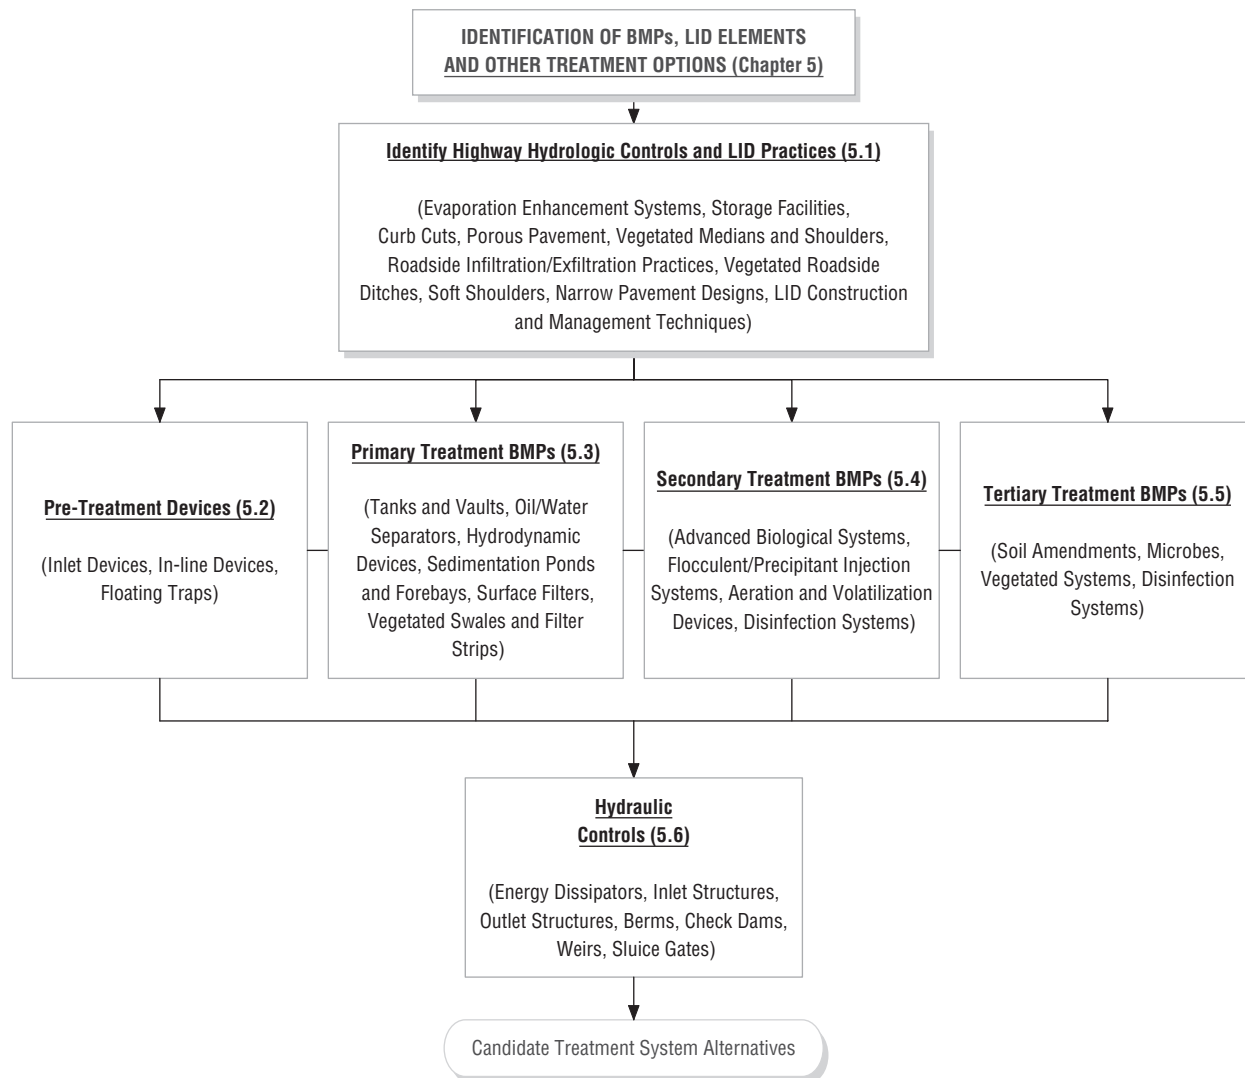 IDENTIFICATION OF BMPs, LID ELEMENTS
AND OTHER TREATMENT OPTIONS (Chapter 5)
Identify Highway Hydrologic Controls and LID Practices (5.1)
(Evaporation Enhancement Systems, Storage Facilities,
Curb Cuts, Porous Pavement, Vegetated Medians and Shoulders,
Roadside Infiltration/Exfiltration Practices, Vegetated Roadside
Ditches, Soft Shoulders, Narrow Pavement Designs, LID Construction
and Management Techniques)
Pre-Treatment Devices (5.2)
(Inlet Devices, In-line Devices,
Floating Traps)
Primary Treatment BMPs (5.3)
(Tanks and Vaults, Oil/Water
Separators, Hydrodynamic
Devices, Sedimentation Ponds
and Forebays, Surface Filters,
Vegetated Swales and Filter
Strips)
Secondary Treatment BMPs (5.4)
(Advanced Biological Systems,
Flocculent/Precipitant Injection
Systems, Aeration and Volatilization
Devices, Disinfection Systems)
Tertiary Treatment BMPs (5.5)
(Soil Amendments, Microbes,
Vegetated Systems, Disinfection
Systems)
Hydraulic
Controls (5.6)
(Energy Dissipators, Inlet Structures,
Outlet Structures, Berms, Check Dams,
Weirs, Sluice Gates)
Candidate Treatment System Alternatives